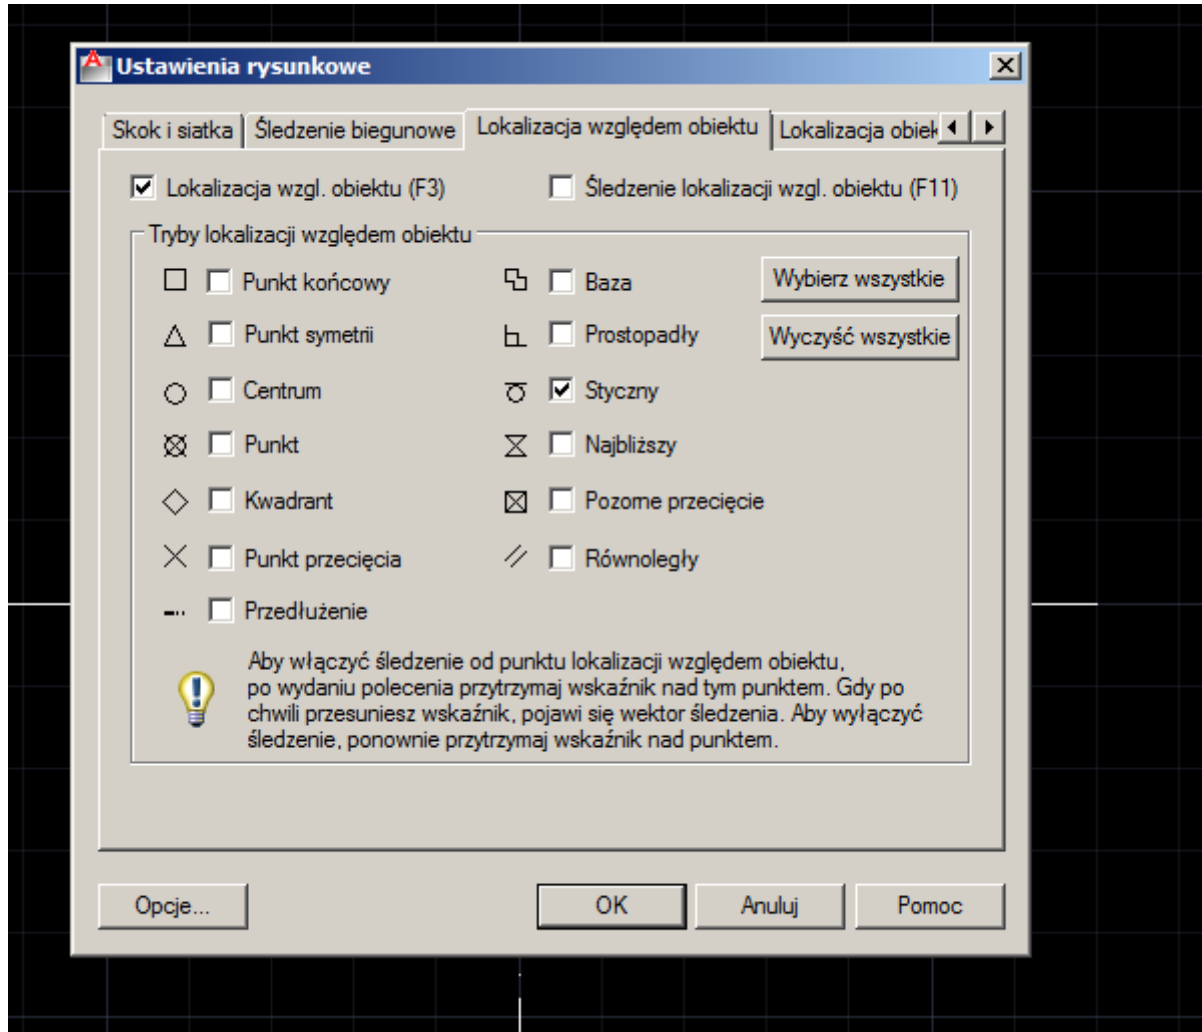 Ustawienia rysunkowe
Skok i siatka Śledzenie biegunowe Lokalizacja względem obiektu Lokalizacja obiek
Lokalizacja wzgl. obiektu (F3) Śledzenie lokalizacji wzgl. obiektu (F11)
Tryby lokalizacji względem obiektu
Punkt końcowy Baza Wybierz wszystkie
Punkt symetrii Prostopadły Wyczyść wszystkie
Centrum Styczny
Punkt Najbliższy
Kwadrant Pozorne przecięcie
Punkt przecięcia Równoległy
Przedłużenie
Aby włączyć śledzenie od punktu lokalizacji względem obiektu,
po wydaniu polecenia przytrzymaj wskaźnik nad tym punktem. Gdy po
chwili przesuniesz wskaźnik, pojawi się wektor śledzenia. Aby wyłączyć
śledzenie, ponownie przytrzymaj wskaźnik nad punktem.
Opcje... OK Anuluj Pomoc